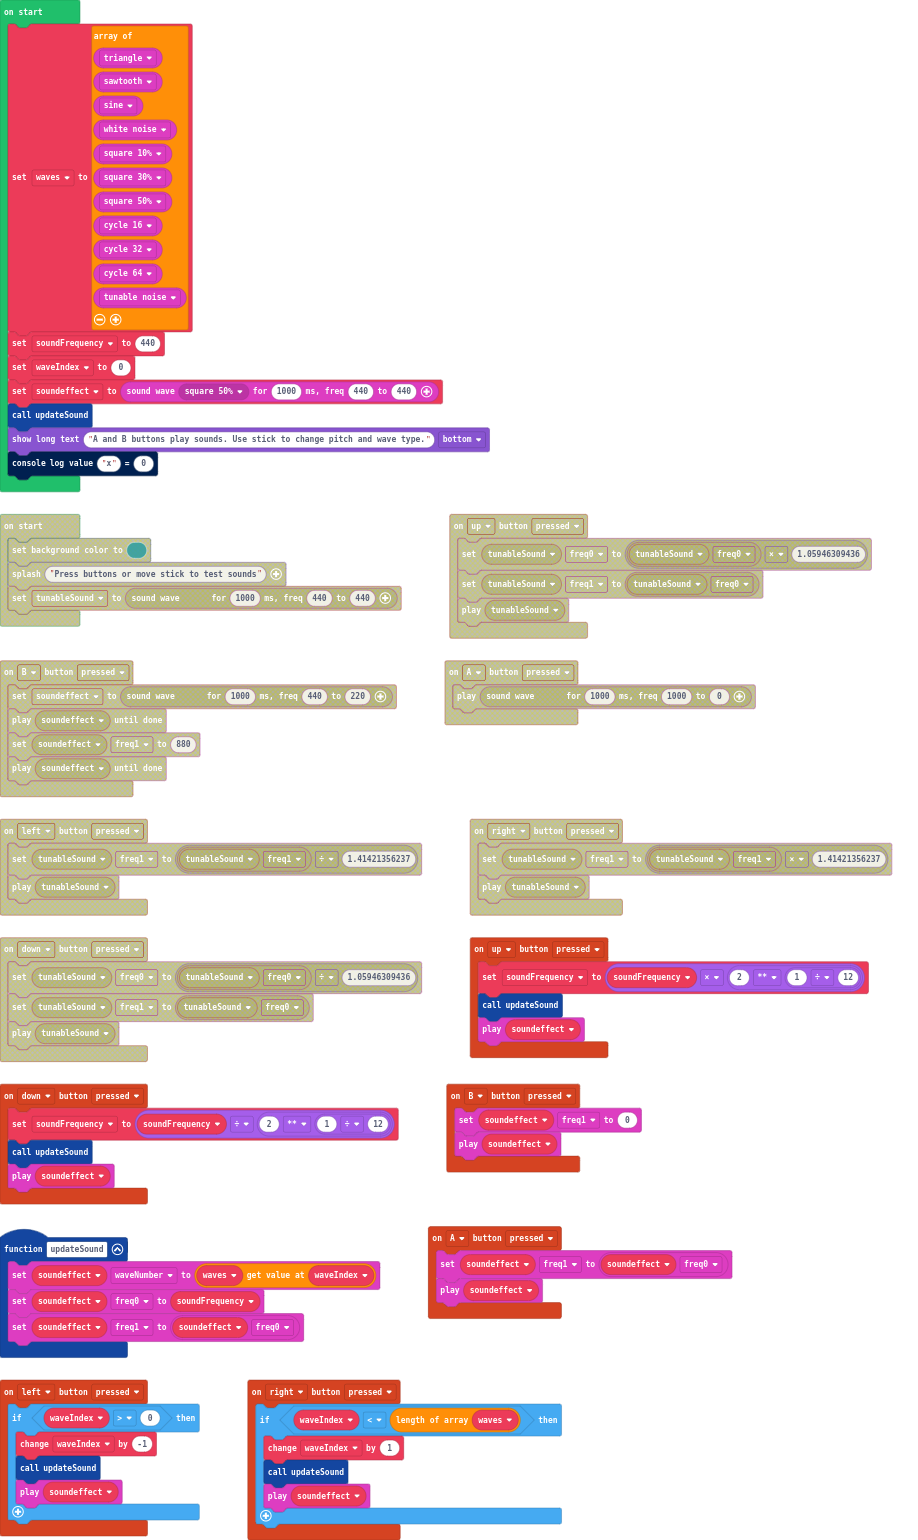 on start
array of
triangle
sawtooth
sine
white noise
square 10%
square 30%
set waves to
square 50%
cycle 16
cycle 32
cycle 64
tunable noise
set soundFrequency to 440
set waveIndex to 0
set soundeffect to sound wave square 50% for 1000 ms, freq 440 to 440
call updateSound
show long text "A and B buttons play sounds. Use stick to change pitch and wave type." bottom
console log value "x" = 0
on start
set background color to
splash "Press buttons or move stick to test sounds"
set tunableSound to sound wave for 1000 ms, freq 440 to 440
on up button pressed
set tunableSound freq0 to tunableSound freq0 × 1.05946309436
set tunableSound freq1 to tunableSound freq0
play tunableSound
on B button pressed
set soundeffect to sound wave for 1000 ms, freq 440 to 220
play soundeffect until done
set soundeffect freq1 to 880
play soundeffect until done
on A button pressed
play sound wave for 1000 ms, freq 1000 to 0
on left button pressed
set tunableSound freq1 to tunableSound freq1 ÷ 1.41421356237
play tunableSound
on right button pressed
set tunableSound freq1 to tunableSound freq1 × 1.41421356237
play tunableSound
on down button pressed
set tunableSound freq0 to tunableSound freq0 ÷ 1.05946309436
set tunableSound freq1 to tunableSound freq0
play tunableSound
on up button pressed
set soundFrequency to soundFrequency × 2 ** 1 ÷ 12
call updateSound
play soundeffect
on down button pressed
set soundFrequency to soundFrequency ÷ 2 ** 1 ÷ 12
call updateSound
play soundeffect
on B button pressed
set soundeffect freq1 to 0
play soundeffect
function updateSound
set soundeffect waveNumber to waves get value at waveIndex
set soundeffect freq0 to soundFrequency
set soundeffect freq1 to soundeffect freq0
on A button pressed
set soundeffect freq1 to soundeffect freq0
play soundeffect
on left button pressed
if waveIndex > 0 then
change waveIndex by -1
call updateSound
play soundeffect
on right button pressed
if waveIndex < length of array waves then
change waveIndex by 1
call updateSound
play soundeffect